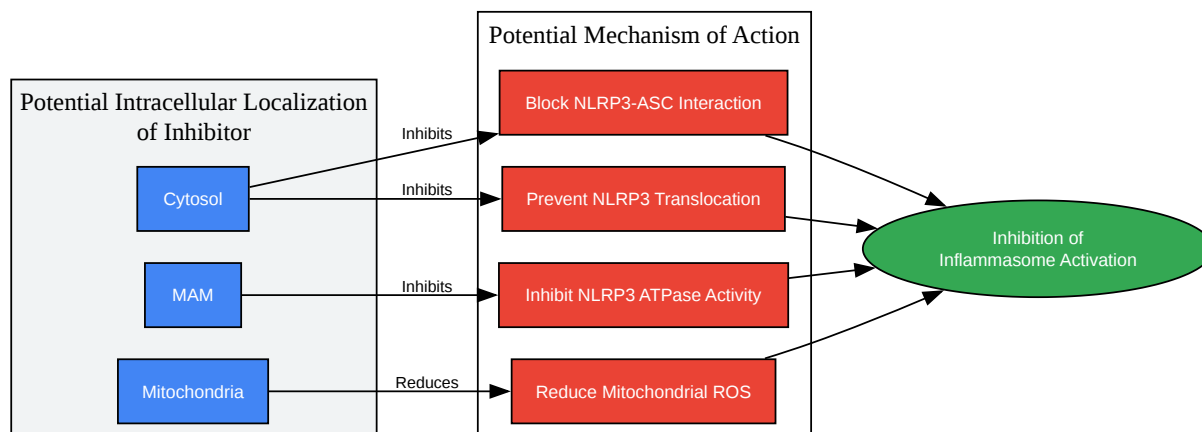 Potential Intracellular Localization
of Inhibitor
Cytosol
MAM
Mitochondria
Inhibits
Inhibits
Inhibits
Reduces
Potential Mechanism of Action
Block NLRP3-ASC Interaction
Prevent NLRP3 Translocation
Inhibit NLRP3 ATPase Activity
Reduce Mitochondrial ROS
Inhibition of
Inflammasome Activation